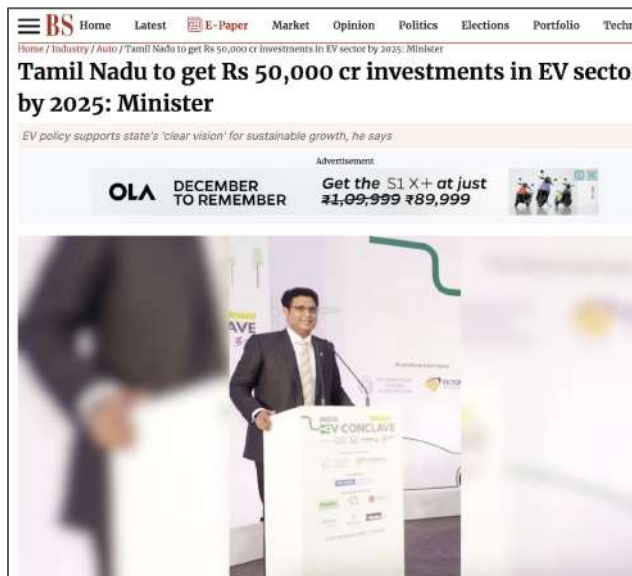 BS Home Latest E-Paper Market Opinion Politics Elections Portfolio Techn
Home / Industry / Auto / Tamil Nadu to get Rs 50,000 cr investments in EV sector by 2025: Minister
Tamil Nadu to get Rs 50,000 cr investments in EV secto
by 2025: Minister
EV policy supports state's 'clear vision' for sustainable growth, he says
Advertisement
OLA DECEMBER TO REMEMBER
Get the S1 X+ at just
₹1,09,999 ₹89,999
AVE
INDIA
EV CONCLAVE